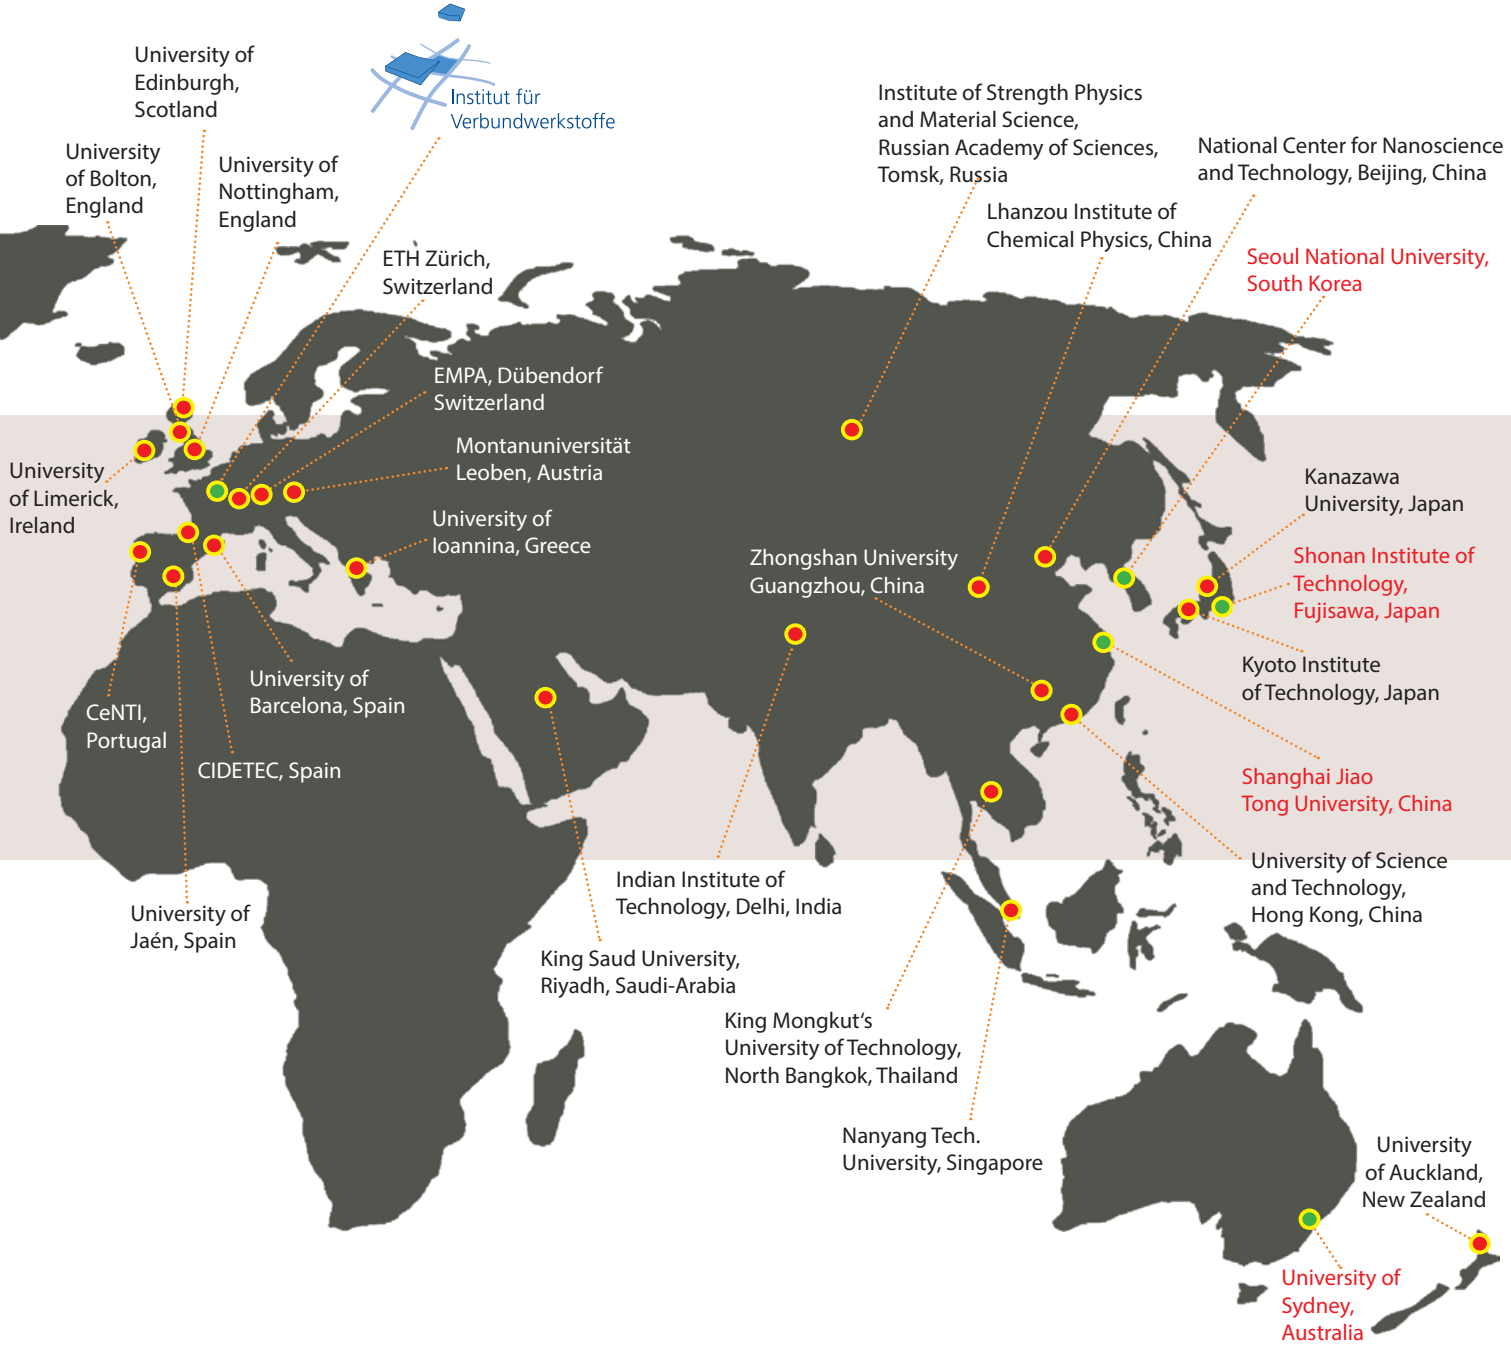 University of
Edinburgh,
Scotland
Institut für
Verbundwerkstoffe
University
of Bolton,
England
University of
Nottingham,
England
ETH Zürich,
Switzerland
Institute of Strength Physics
and Material Science,
Russian Academy of Sciences,
Tomsk, Russia
National Center for Nanoscience
and Technology, Beijing, China
Lhanzou Institute of
Chemical Physics, China
Seoul National University,
South Korea
EMPA, Dübendorf
Switzerland
Montanuniversität
Leoben, Austria
University
of Limerick,
Ireland
University of
Ioannina, Greece
Zhongshan University
Guangzhou, China
Kanazawa
University, Japan
Shonan Institute of
Technology,
Fujisawa, Japan
Kyoto Institute
of Technology, Japan
University of
Barcelona, Spain
CeNTI,
Portugal
CIDETEC, Spain
Shanghai Jiao
Tong University, China
University of
Jaén, Spain
Indian Institute of
Technology, Delhi, India
University of Science
and Technology,
Hong Kong, China
King Saud University,
Riyadh, Saudi-Arabia
King Mongkut‘s
University of Technology,
North Bangkok, Thailand
Nanyang Tech.
University, Singapore
University
of Auckland,
New Zealand
University of
Sydney,
Australia